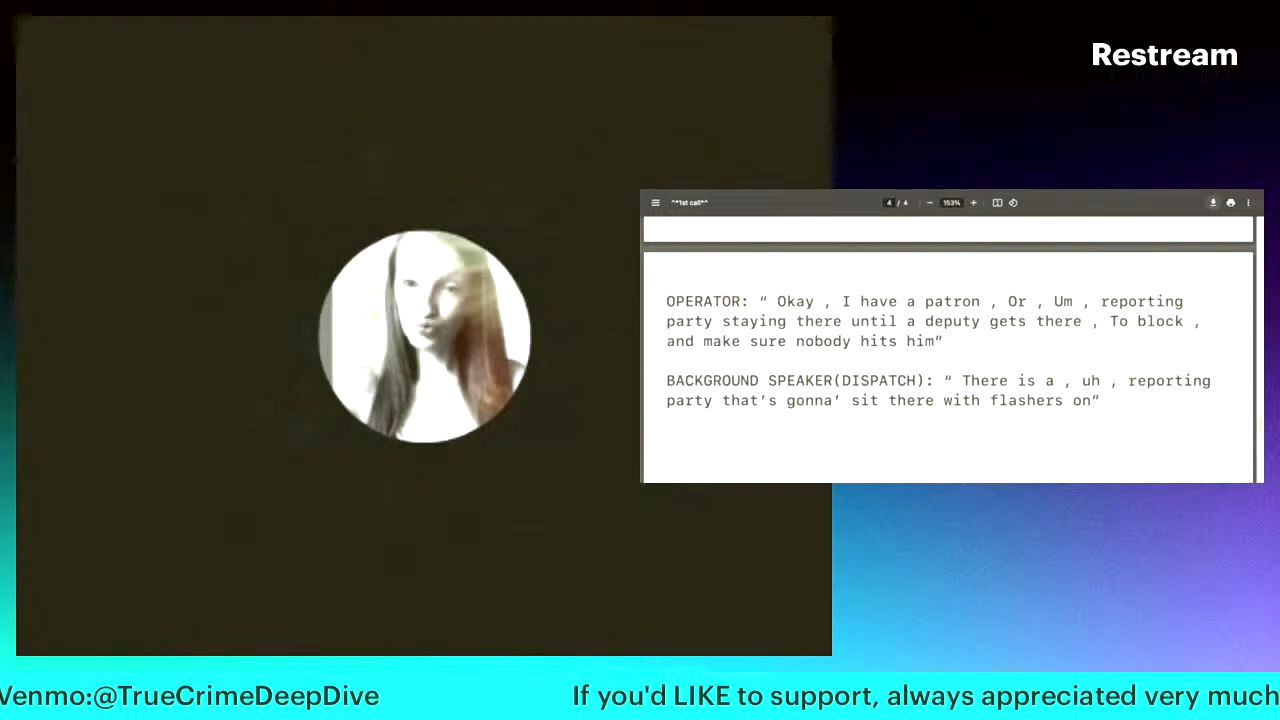 Restream
^*1st call*^
4 / 4
153%
OPERATOR: “ Okay , I have a patron , Or , Um , reporting
party staying there until a deputy gets there , To block ,
and make sure nobody hits him”
BACKGROUND SPEAKER(DISPATCH): “ There is a , uh , reporting
party that’s gonna’ sit there with flashers on”
Venmo:@TrueCrimeDeepDive
If you'd LIKE to support, always appreciated very much